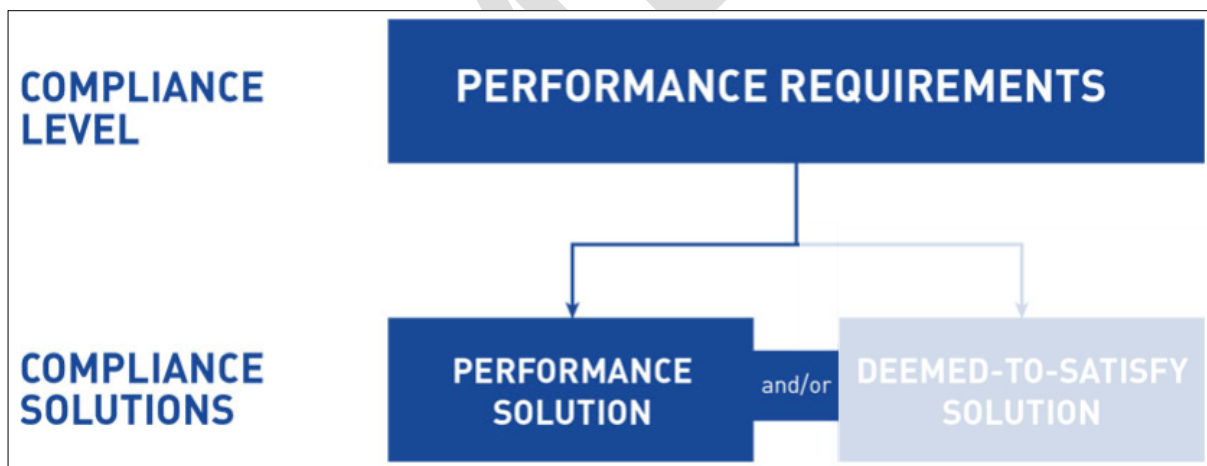 COMPLIANCE
LEVEL
PERFORMANCE REQUIREMENTS
COMPLIANCE
SOLUTIONS
PERFORMANCE
SOLUTION
and/or
DEEMED-TO-SATISFY
SOLUTION